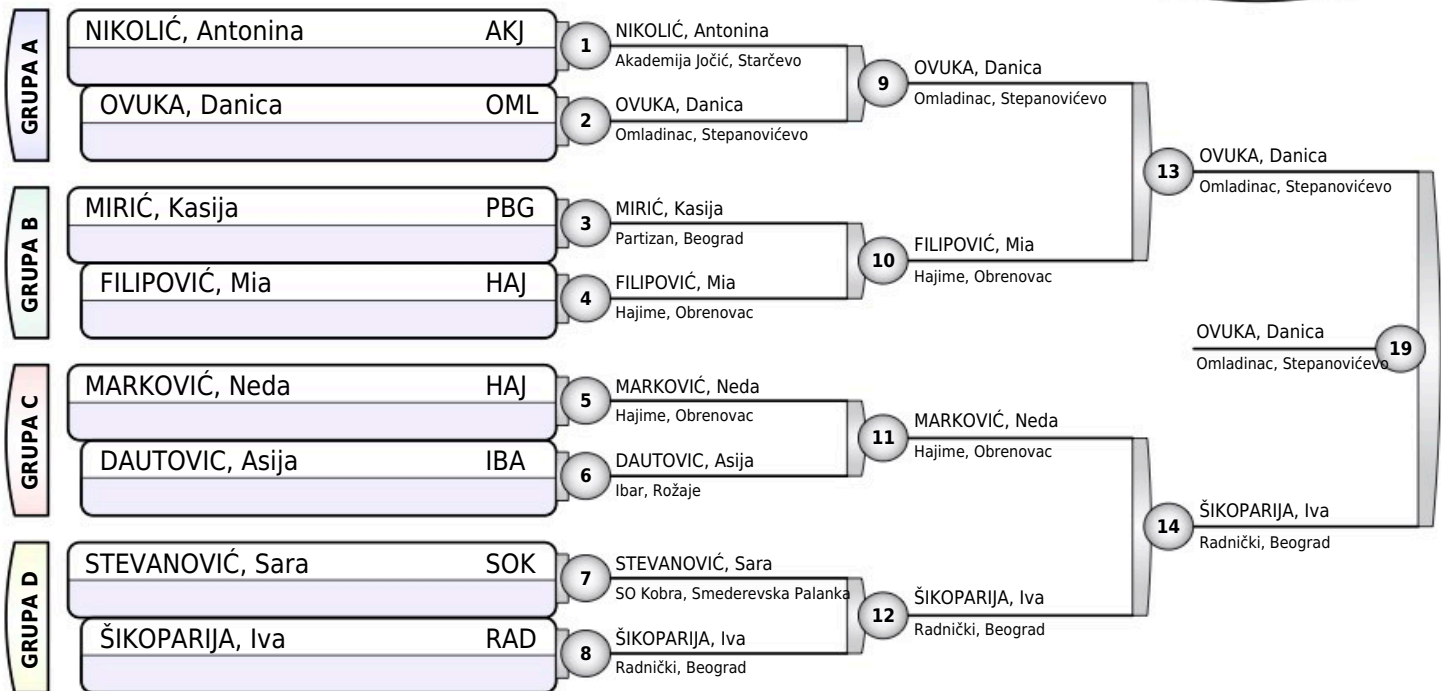 GRUPA A
NIKOLIĆ, Antonina AKJ
OVUKA, Danica OML
GRUPA B
MIRIĆ, Kasija PBG
FILIPOVIĆ, Mia HAJ
GRUPA C
MARKOVIĆ, Neda HAJ
DAUTOVIC, Asija IBA
GRUPA D
STEVANOVIĆ, Sara SOK
ŠIKOPARIJA, Iva RAD
1
NIKOLIĆ, Antonina
Akademija Jočić, Starčevo
2
OVUKA, Danica
Omladinac, Stepanovićevo
3
MIRIĆ, Kasija
Partizan, Beograd
4
FILIPOVIĆ, Mia
Hajime, Obrenovac
5
MARKOVIĆ, Neda
Hajime, Obrenovac
6
DAUTOVIC, Asija
Ibar, Rožaje
7
STEVANOVIĆ, Sara
SO Kobra, Smederevska Palanka
8
ŠIKOPARIJA, Iva
Radnički, Beograd
9
OVUKA, Danica
Omladinac, Stepanovićevo
10
FILIPOVIĆ, Mia
Hajime, Obrenovac
11
MARKOVIĆ, Neda
Hajime, Obrenovac
12
ŠIKOPARIJA, Iva
Radnički, Beograd
13
OVUKA, Danica
Omladinac, Stepanovićevo
14
ŠIKOPARIJA, Iva
Radnički, Beograd
OVUKA, Danica
Omladinac, Stepanovićevo
19